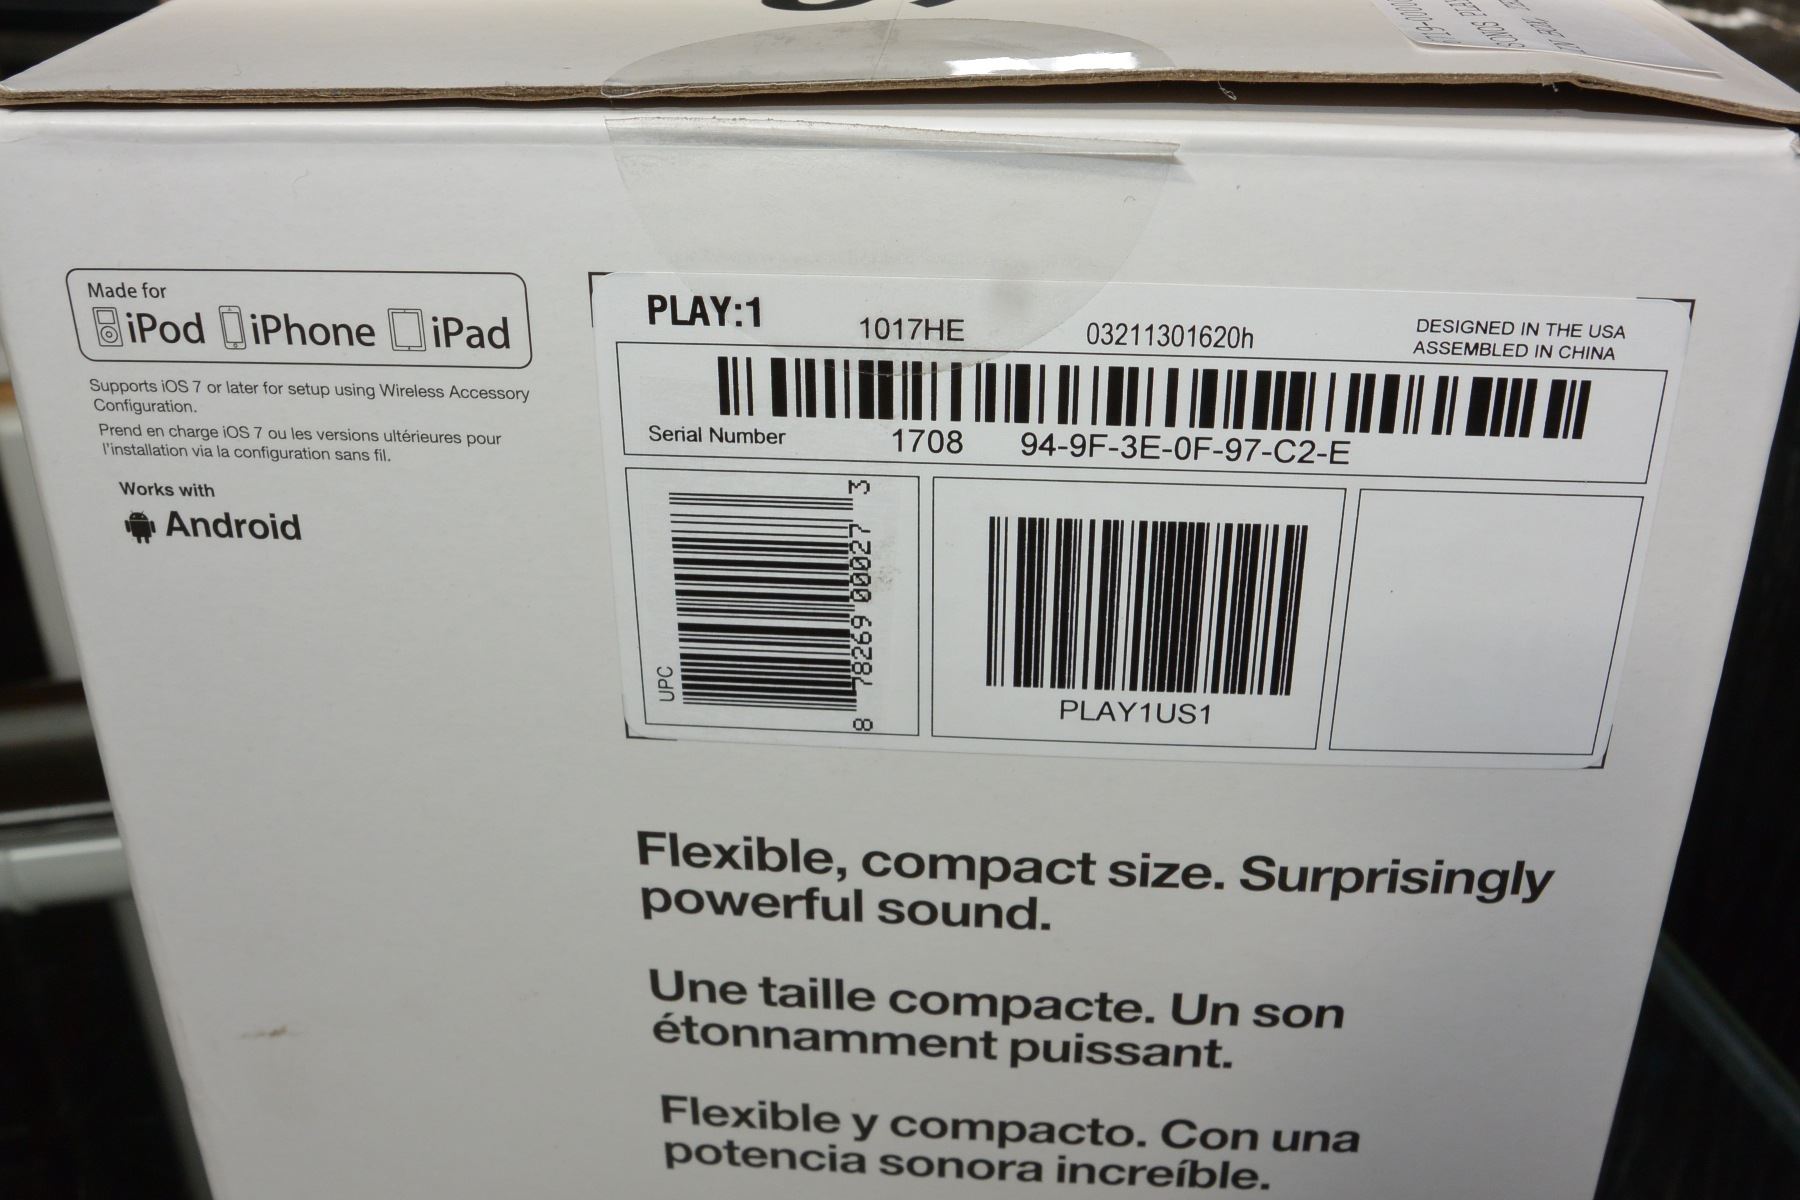 SONOS PLAY
Made for
iPod iPhone iPad
Supports iOS 7 or later for setup using Wireless Accessory
Configuration.
Prend en charge iOS 7 ou les versions ultérieures pour
l'installation via la configuration sans fil.
Works with
Android
PLAY:1 1017HE 03211301620h
DESIGNED IN THE USA
ASSEMBLED IN CHINA
Serial Number 1708 94-9F-3E-0F-97-C2-E
UPC
8 78269 00027 3
PLAY1US1
Flexible, compact size. Surprisingly
powerful sound.
Une taille compacte. Un son
étonnamment puissant.
Flexible y compacto. Con una
potencia sonora increíble.